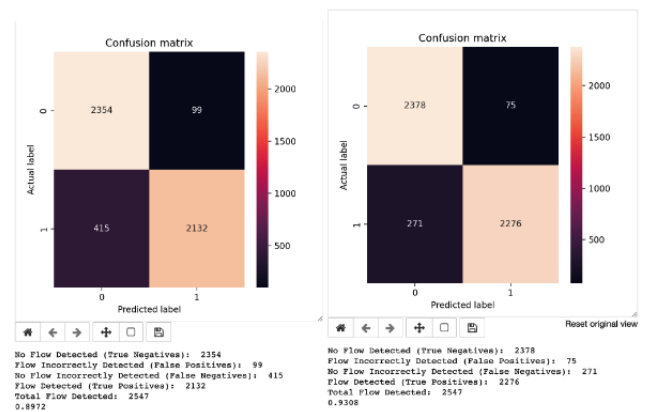 Confusion matrix
0
2354
99
2000
1500
Actual label
1000
1
415
2132
500
0
1
Predicted label
No Flow Detected (True Negatives): 2354
Flow Incorrectly Detected (False Positives): 99
No Flow Incorrectly Detected (False Negatives): 415
Flow Detected (True Positives): 2132
Total Flow Detected: 2547
0.8972
Confusion matrix
0
2378
75
2000
1500
Actual label
1000
1
271
2276
500
0
1
Predicted label
Reset original view
No Flow Detected (True Negatives): 2378
Flow Incorrectly Detected (False Positives): 75
No Flow Incorrectly Detected (False Negatives): 271
Flow Detected (True Positives): 2276
Total Flow Detected: 2547
0.9308